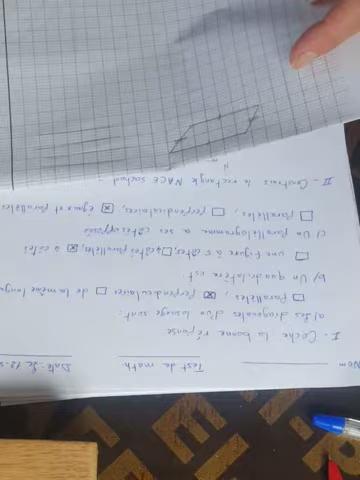 Nom
Test de math
Date: Le 12
I - Coche la bonne réponse
a) Les diagonales d'un losange sont:
☐ Parallèles, ☒ Perpendiculaires ☐ de la même longu
b) Un quadrilatère est:
☐ une figure à 5 côtés, ☐ 4 côtés parallèles, ☒ 4 côtés
c) Un parallélogramme a ses côtés opposés
☐ Parallèles, ☐ perpendiculaires, ☒ égaux et parallèles
II - Construis le rectangle NACE sachant